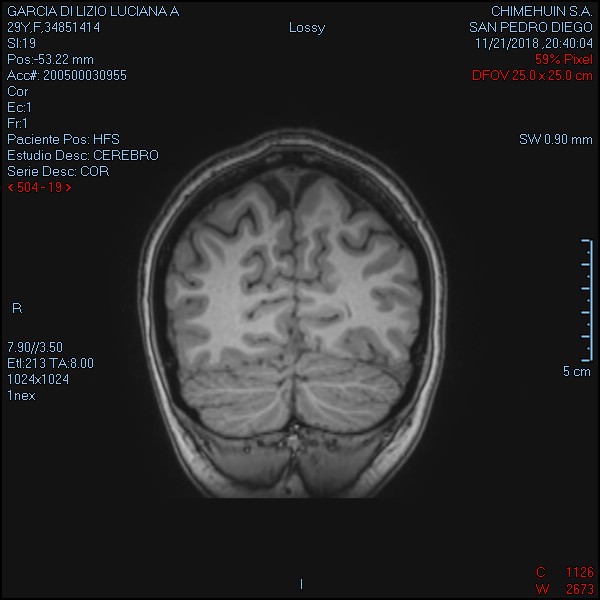 GARCIA DI LIZIO LUCIANA A
29Y,F,34851414
Sl:19
Pos:-53.22 mm
Acc#: 200500030955
Cor
Ec:1
Fr:1
Paciente Pos: HFS
Estudio Desc: CEREBRO
Serie Desc: COR
< 504 - 19 >
Lossy
CHIMEHUIN S.A.
SAN PEDRO DIEGO
11/21/2018 ,20:40:04
59% Pixel
DFOV 25.0 x 25.0 cm
SW 0.90 mm
R
5 cm
7.90//3.50
Etl:213 TA:8.00
1024x1024
1nex
I
C 1126
W 2673